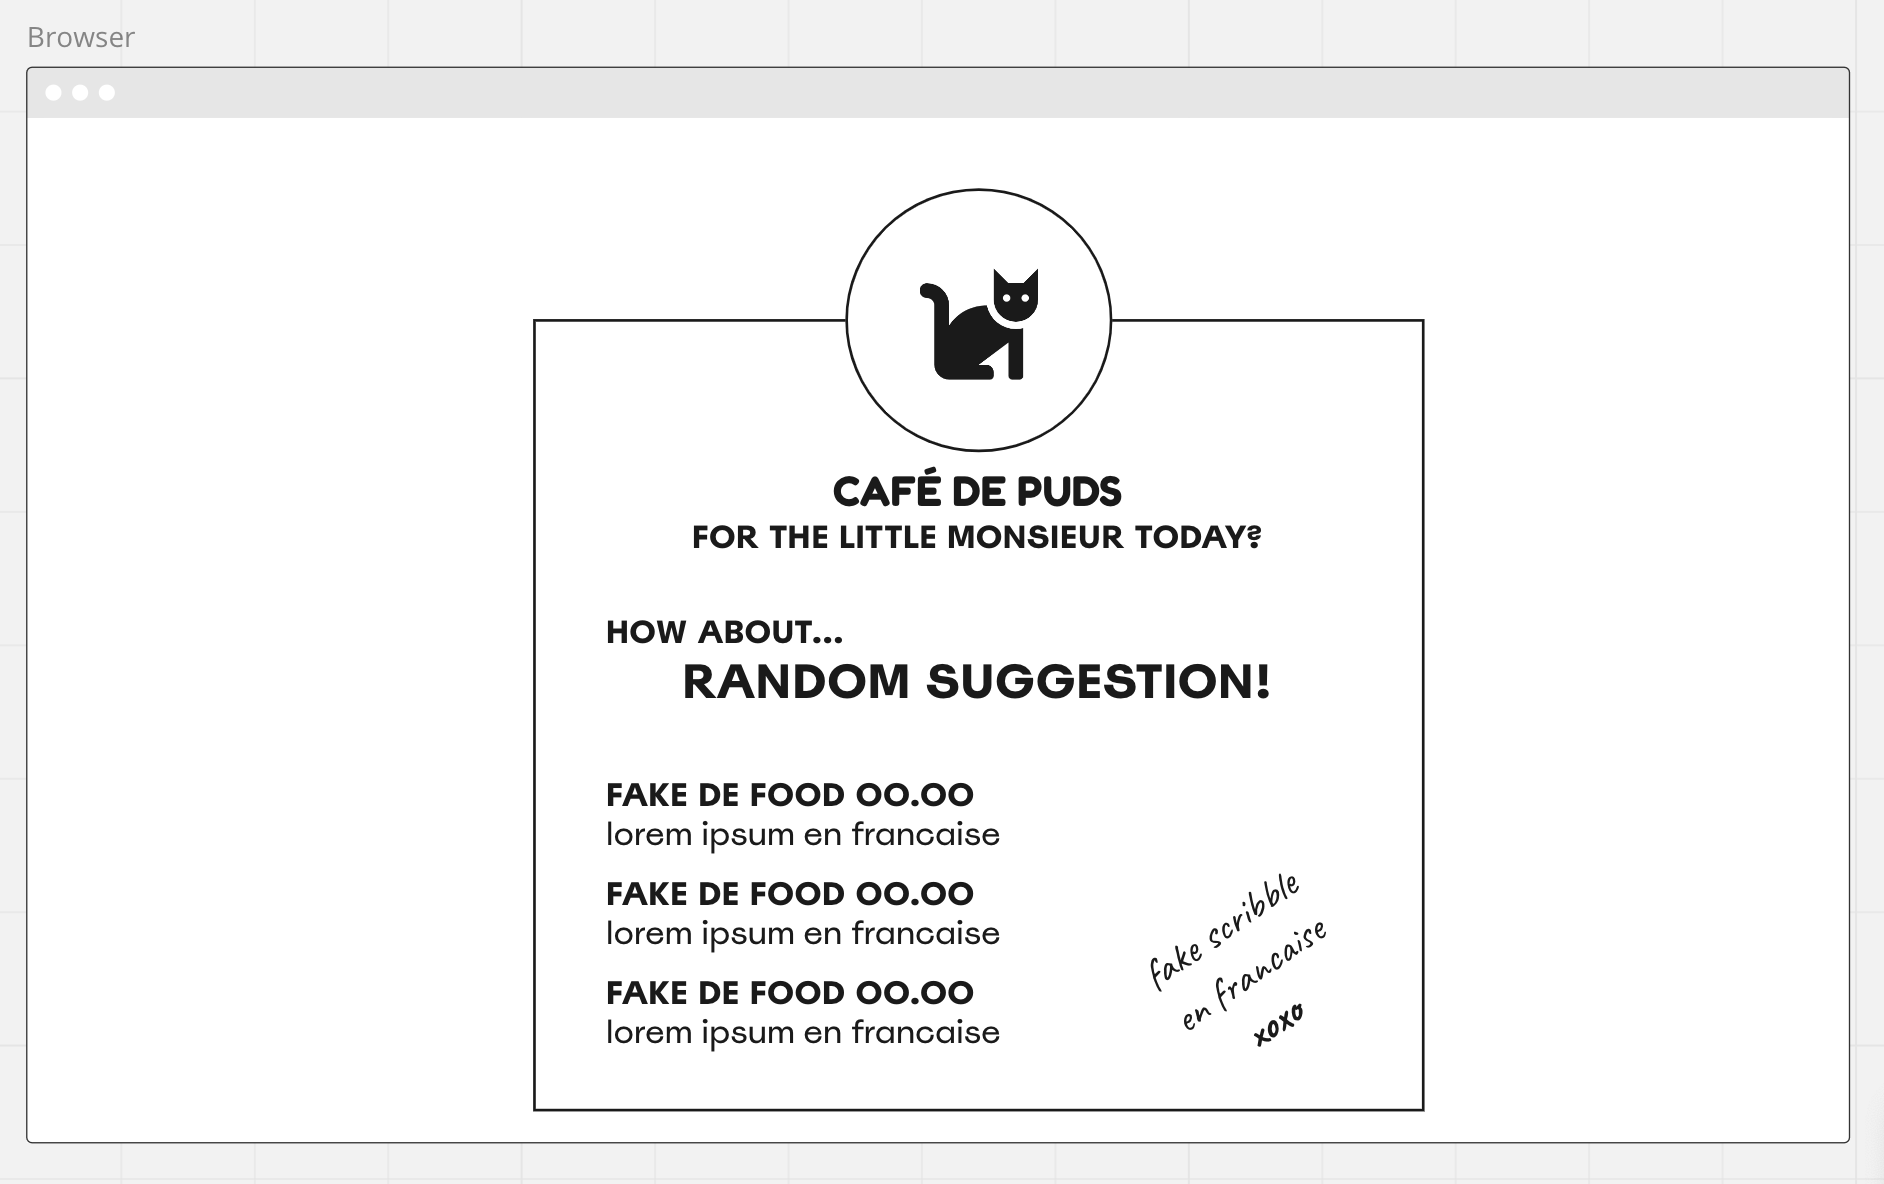 Browser
CAFÉ DE PUDS
FOR THE LITTLE MONSIEUR TODAY?
HOW ABOUT...
RANDOM SUGGESTION!
FAKE DE FOOD 00.00
lorem ipsum en francaise
FAKE DE FOOD 00.00
lorem ipsum en francaise
FAKE DE FOOD 00.00
lorem ipsum en francaise
fake scribble
en francaise
xoxo